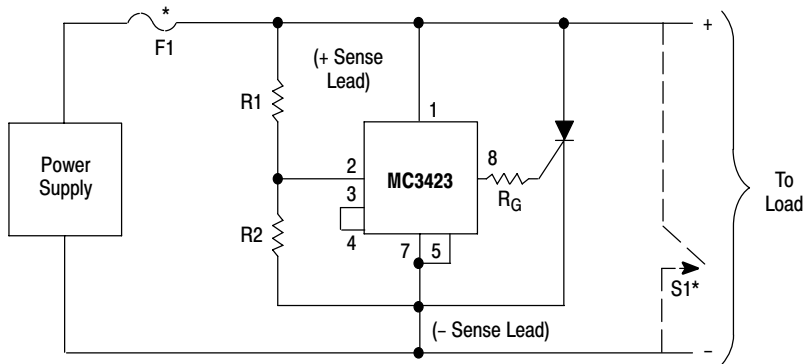 *
F1
+
(+ Sense
Lead)
R1
1
Power
Supply
2
MC3423
8
3
RG
To
Load
4
R2
7
5
S1*
(– Sense Lead)
–